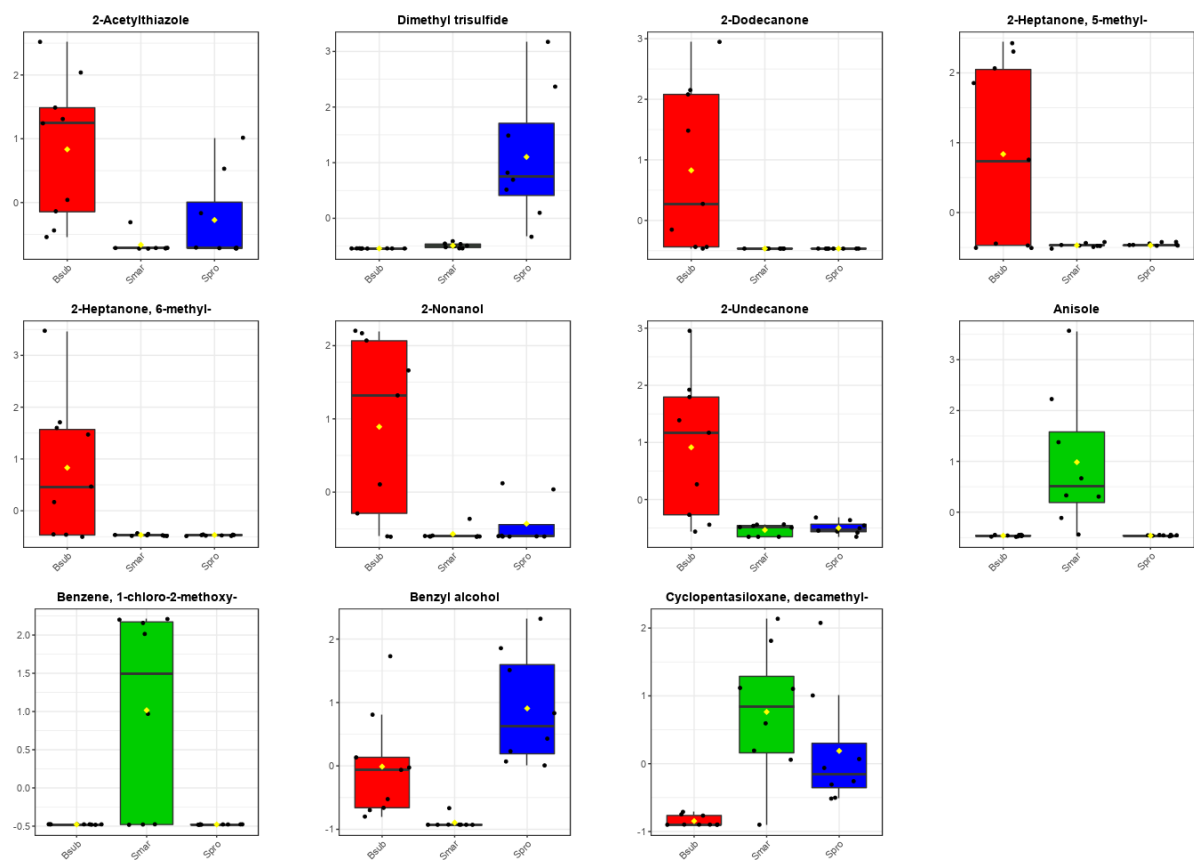 2-Acetylthiazole
2
1
0
Bsub
Smar
Spro
Dimethyl trisulfide
3
2
1
0
Bsub
Smar
Spro
2-Dodecanone
3
2
1
0
Bsub
Smar
Spro
2-Heptanone, 5-methyl-
2
1
0
Bsub
Smar
Spro
2-Heptanone, 6-methyl-
3
2
1
0
Bsub
Smar
Spro
2-Nonanol
2
1
0
Bsub
Smar
Spro
2-Undecanone
3
2
1
0
Bsub
Smar
Spro
Anisole
3
2
1
0
Bsub
Smar
Spro
Benzene, 1-chloro-2-methoxy-
2.0
1.5
1.0
0.5
0.0
-0.5
Bsub
Smar
Spro
Benzyl alcohol
2
1
0
-1
Bsub
Smar
Spro
Cyclopentasiloxane, decamethyl-
2
1
0
-1
Bsub
Smar
Spro